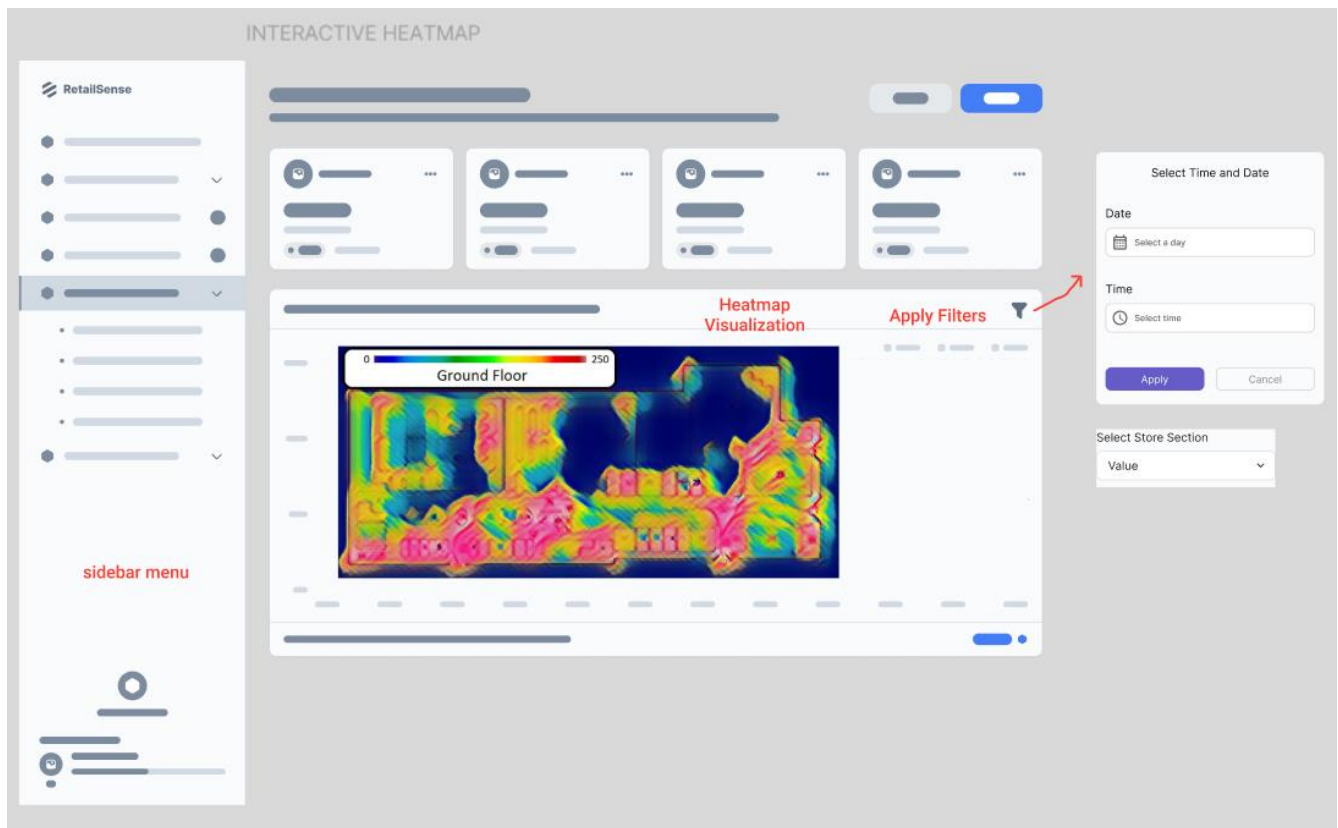 INTERACTIVE HEATMAP
RetailSense
Heatmap
Visualization
Apply Filters
0
250
Ground Floor
sidebar menu
Select Time and Date
Date
Select a day
Time
Select time
Apply
Cancel
Select Store Section
Value